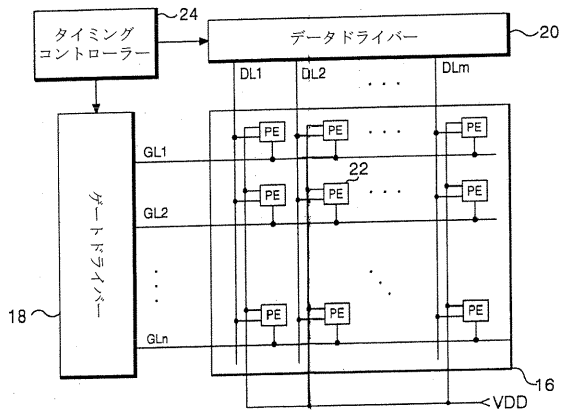 タイミング
コントローラー
24
データドライバー
20
DL1 DL2 ・・・ DLm
PE PE ・・・ PE
GL1
22
PE PE ・・・ PE
GL2
ゲートドライバー
18
PE PE PE
GLn
16
VDD